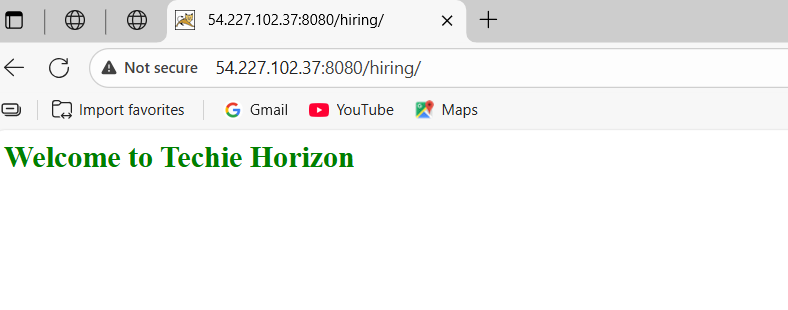 54.227.102.37:8080/hiring/
Not secure 54.227.102.37:8080/hiring/
Import favorites Gmail YouTube Maps
Welcome to Techie Horizon